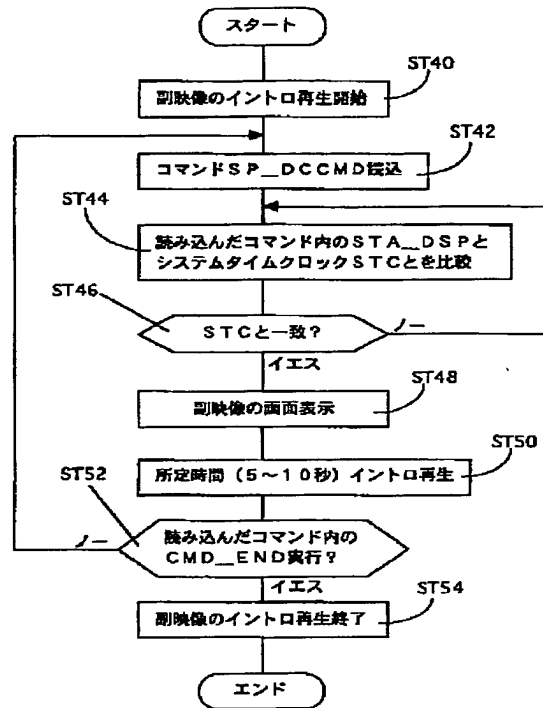 スタート
ST40
副映像のイントロ再生開始
ST42
コマンドSP__DCCMD読込
ST44
読み込んだコマンド内のSTA__DSPと
システムタイムクロックSTCとを比較
ST46
STCと一致?
ノー
イエス
ST48
副映像の画面表示
ST50
所定時間(5~10秒)イントロ再生
ST52
読み込んだコマンド内の
CMD__END実行?
ノー
イエス
ST54
副映像のイントロ再生終了
エンド